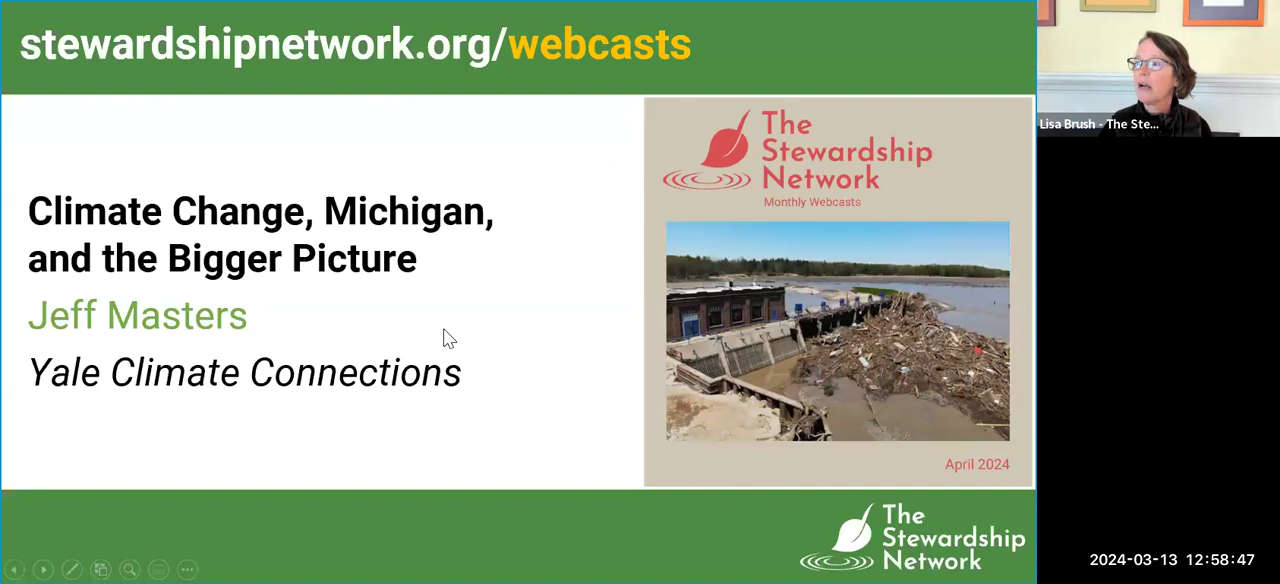 stewardshipnetwork.org/webcasts
Climate Change, Michigan,
and the Bigger Picture
Jeff Masters
Yale Climate Connections
The
Stewardship
Network
Monthly Webcasts
April 2024
The
Stewardship
Network
Lisa Brush - The Ste...
2024-03-13 12:58:47